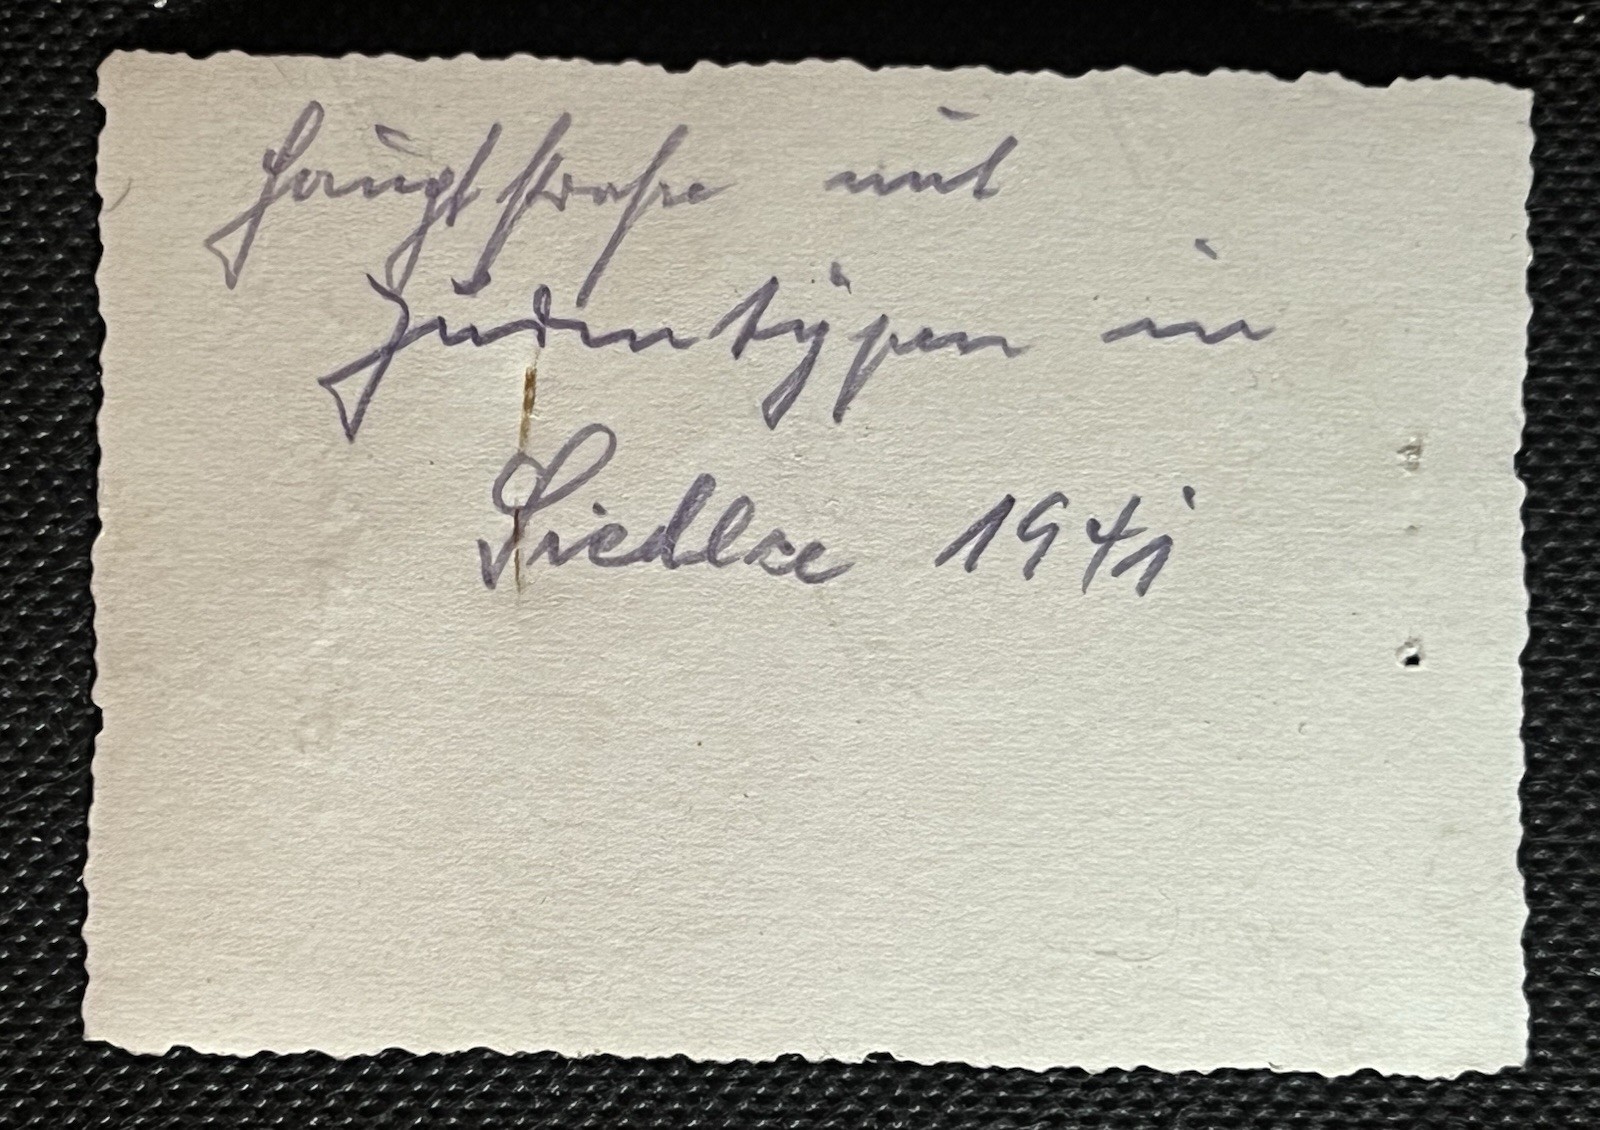 Hauptstraße mit
Judentypen in
Siedlce 1941